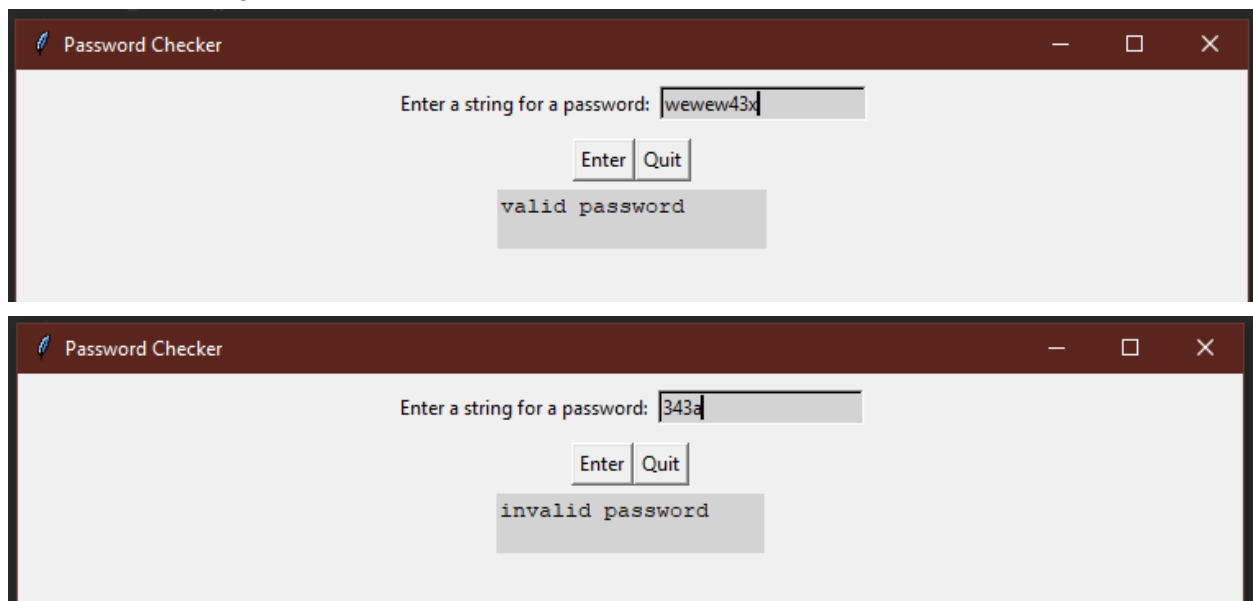 Password Checker
Enter a string for a password: wewew43x
Enter Quit
valid password
Password Checker
Enter a string for a password: 343a
Enter Quit
invalid password